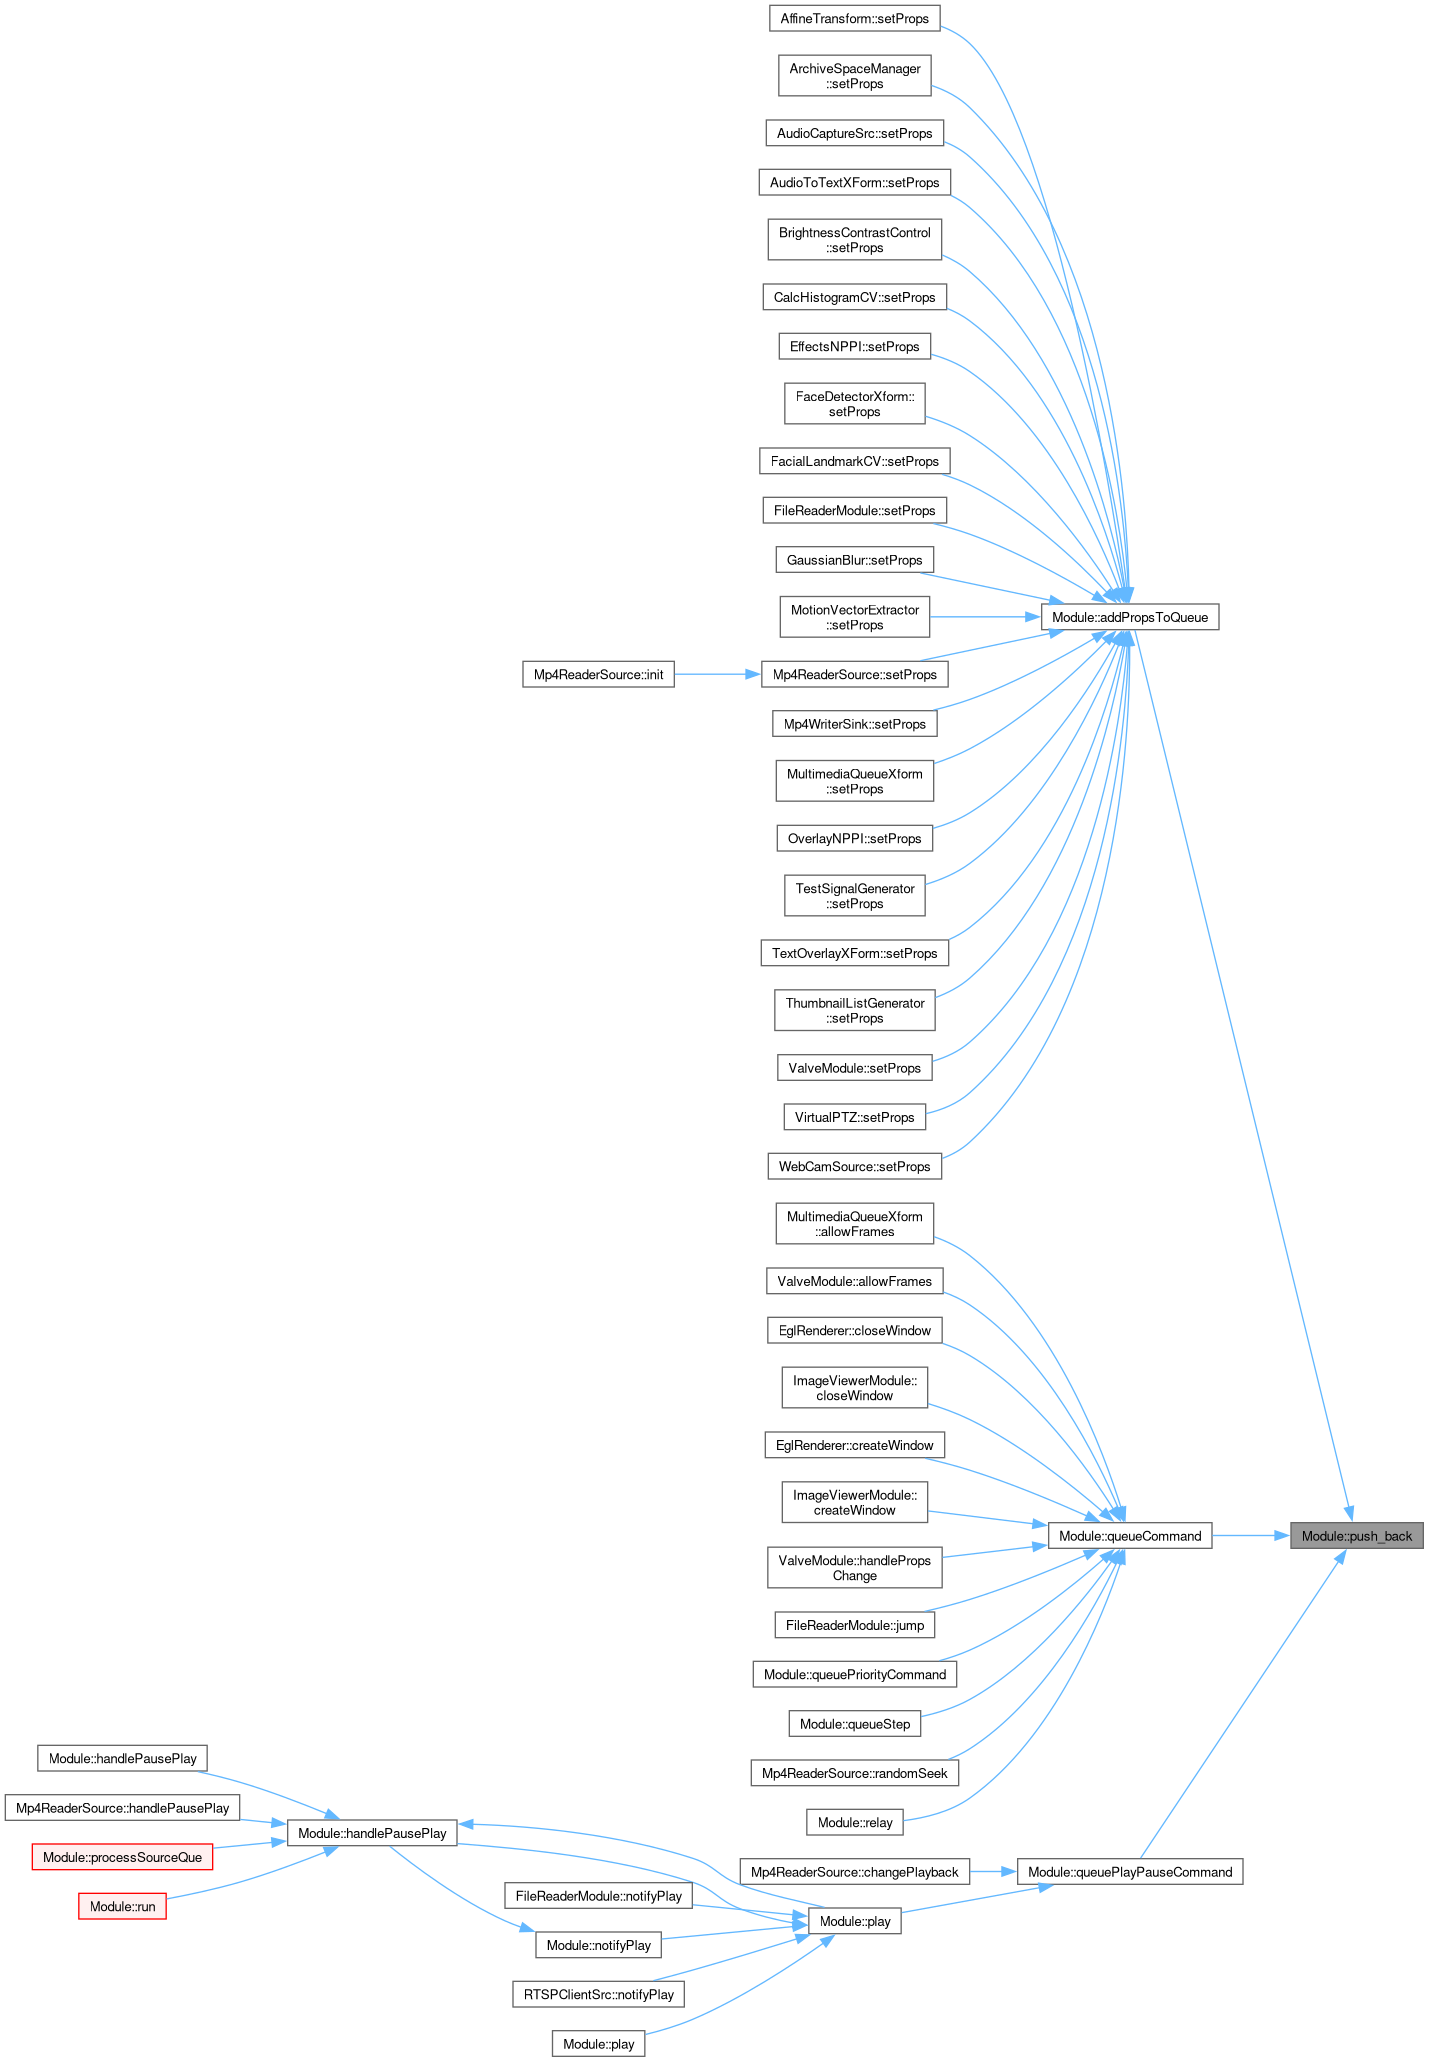 AffineTransform::setProps
ArchiveSpaceManager
::setProps
AudioCaptureSrc::setProps
AudioToTextXForm::setProps
BrightnessContrastControl
::setProps
CalcHistogramCV::setProps
EffectsNPPI::setProps
FaceDetectorXform::
setProps
FacialLandmarkCV::setProps
FileReaderModule::setProps
GaussianBlur::setProps
MotionVectorExtractor
::setProps
Module::addPropsToQueue
Mp4ReaderSource::init
Mp4ReaderSource::setProps
Mp4WriterSink::setProps
MultimediaQueueXform
::setProps
OverlayNPPI::setProps
TestSignalGenerator
::setProps
TextOverlayXForm::setProps
ThumbnailListGenerator
::setProps
ValveModule::setProps
VirtualPTZ::setProps
WebCamSource::setProps
MultimediaQueueXform
::allowFrames
ValveModule::allowFrames
EglRenderer::closeWindow
ImageViewerModule::
closeWindow
EglRenderer::createWindow
ImageViewerModule::
createWindow
Module::queueCommand
Module::push_back
ValveModule::handleProps
Change
FileReaderModule::jump
Module::queuePriorityCommand
Module::queueStep
Mp4ReaderSource::randomSeek
Module::relay
Module::handlePausePlay
Mp4ReaderSource::handlePausePlay
Module::handlePausePlay
Module::processSourceQue
Module::run
Mp4ReaderSource::changePlayback
Module::queuePlayPauseCommand
FileReaderModule::notifyPlay
Module::play
Module::notifyPlay
RTSPClientSrc::notifyPlay
Module::play